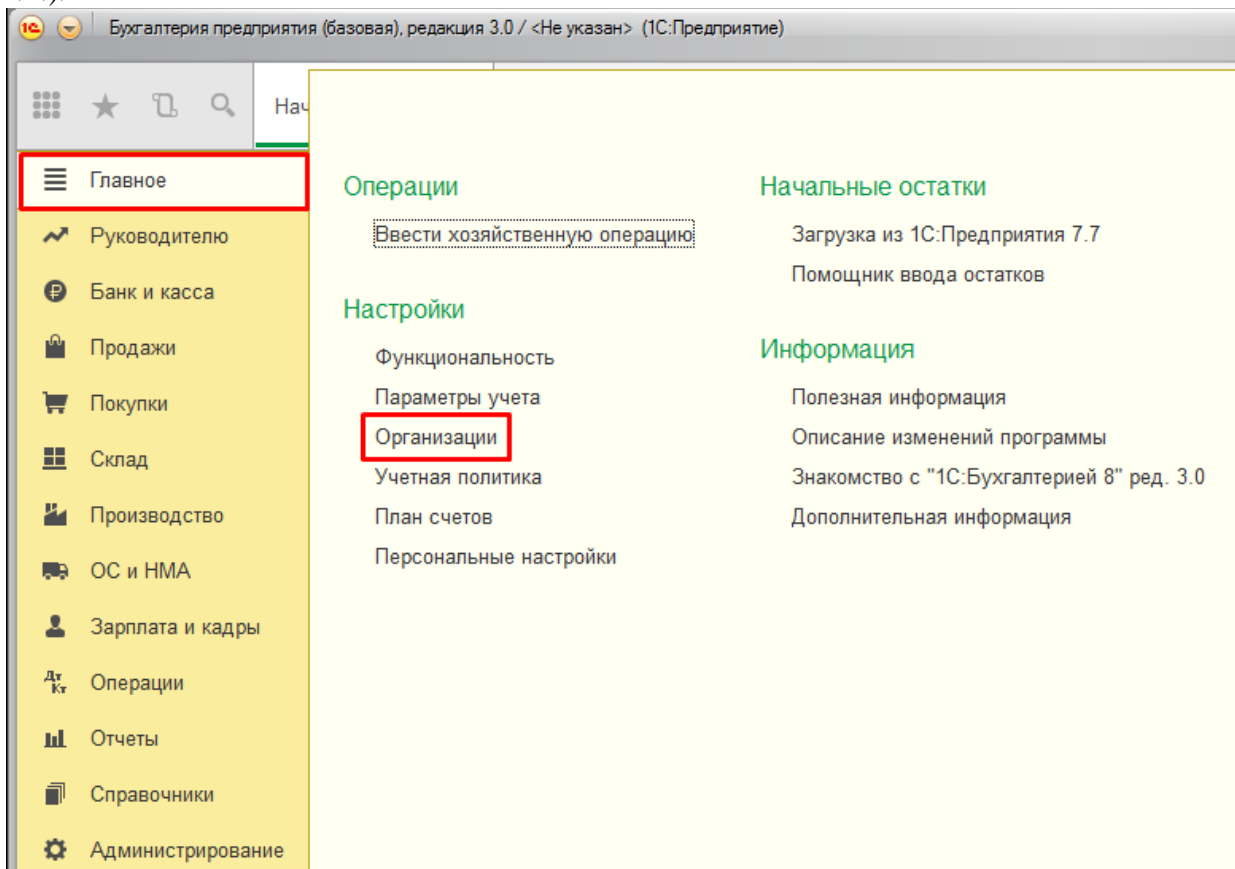 Бухгалтерия предприятия (базовая), редакция 3.0 / <Не указан> (1С:Предприятие)
Нач
Главное
Руководителю
Банк и касса
Продажи
Покупки
Склад
Производство
ОС и НМА
Зарплата и кадры
Дт Кт Операции
Отчеты
Справочники
Администрирование
Операции
Ввести хозяйственную операцию
Настройки
Функциональность
Параметры учета
Организации
Учетная политика
План счетов
Персональные настройки
Начальные остатки
Загрузка из 1С:Предприятия 7.7
Помощник ввода остатков
Информация
Полезная информация
Описание изменений программы
Знакомство с "1С:Бухгалтерией 8" ред. 3.0
Дополнительная информация